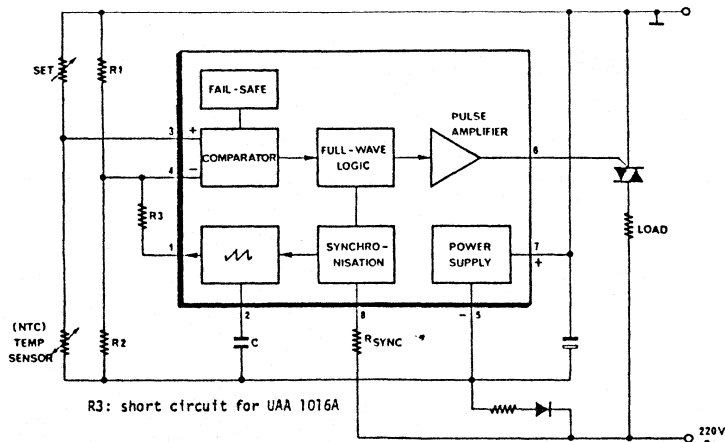 SET
R1
FAIL-SAFE
3
+
COMPARATOR
4
−
FULL-WAVE
LOGIC
PULSE
AMPLIFIER
6
R3
1
SYNCHRO-
NISATION
POWER
SUPPLY
7
+
LOAD
(NTC)
TEMP
SENSOR
R2
2
C
8
RSYNC
−
5
R3: short circuit for UAA 1016A
220V